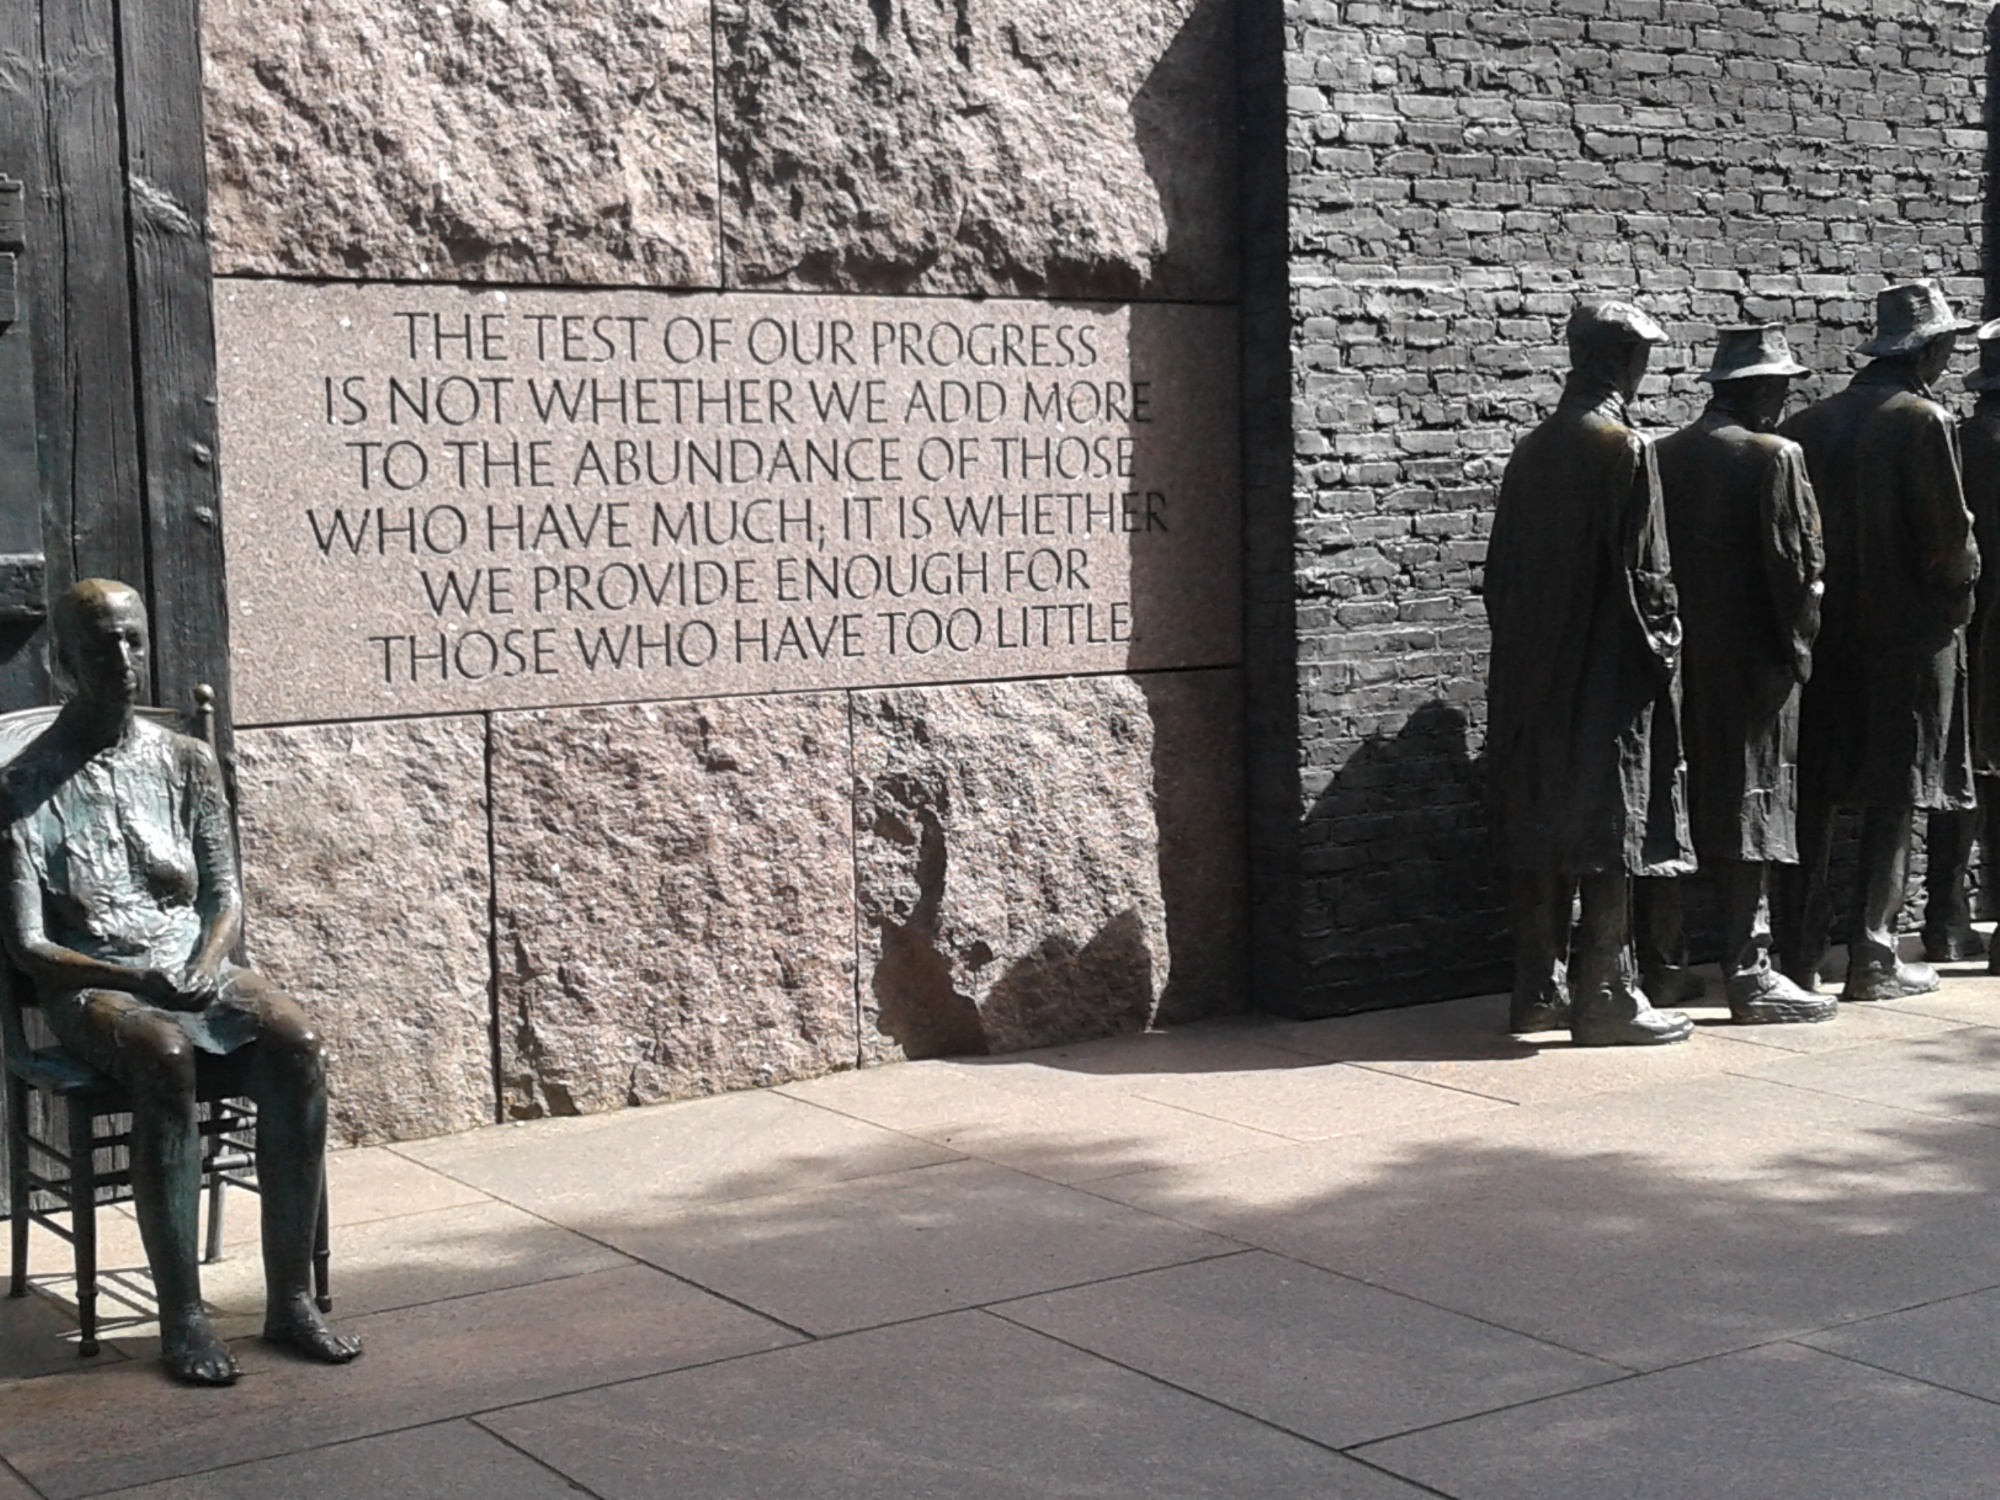 THE TEST OF OUR PROGRESS
IS NOT WHETHER WE ADD MORE
TO THE ABUNDANCE OF THOSE
WHO HAVE MUCH; IT IS WHETHER
WE PROVIDE ENOUGH FOR
THOSE WHO HAVE TOO LITTLE.